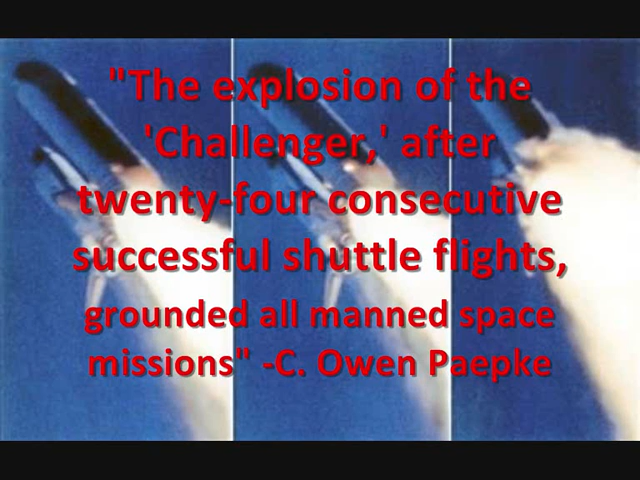 "The explosion of the
'Challenger,' after
twenty-four consecutive
successful shuttle flights,
grounded all manned space
missions" -C. Owen Paepke